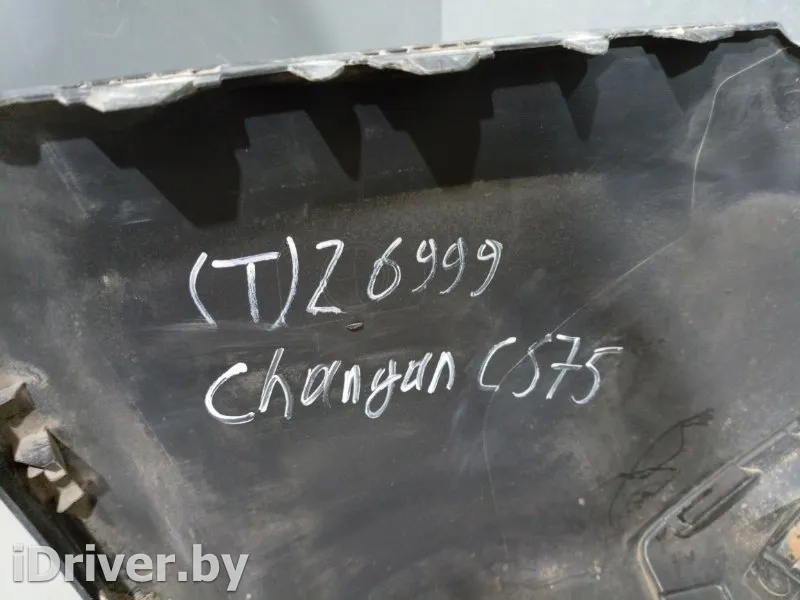 (T)Z 6999
Changan CS75
iDriver.by